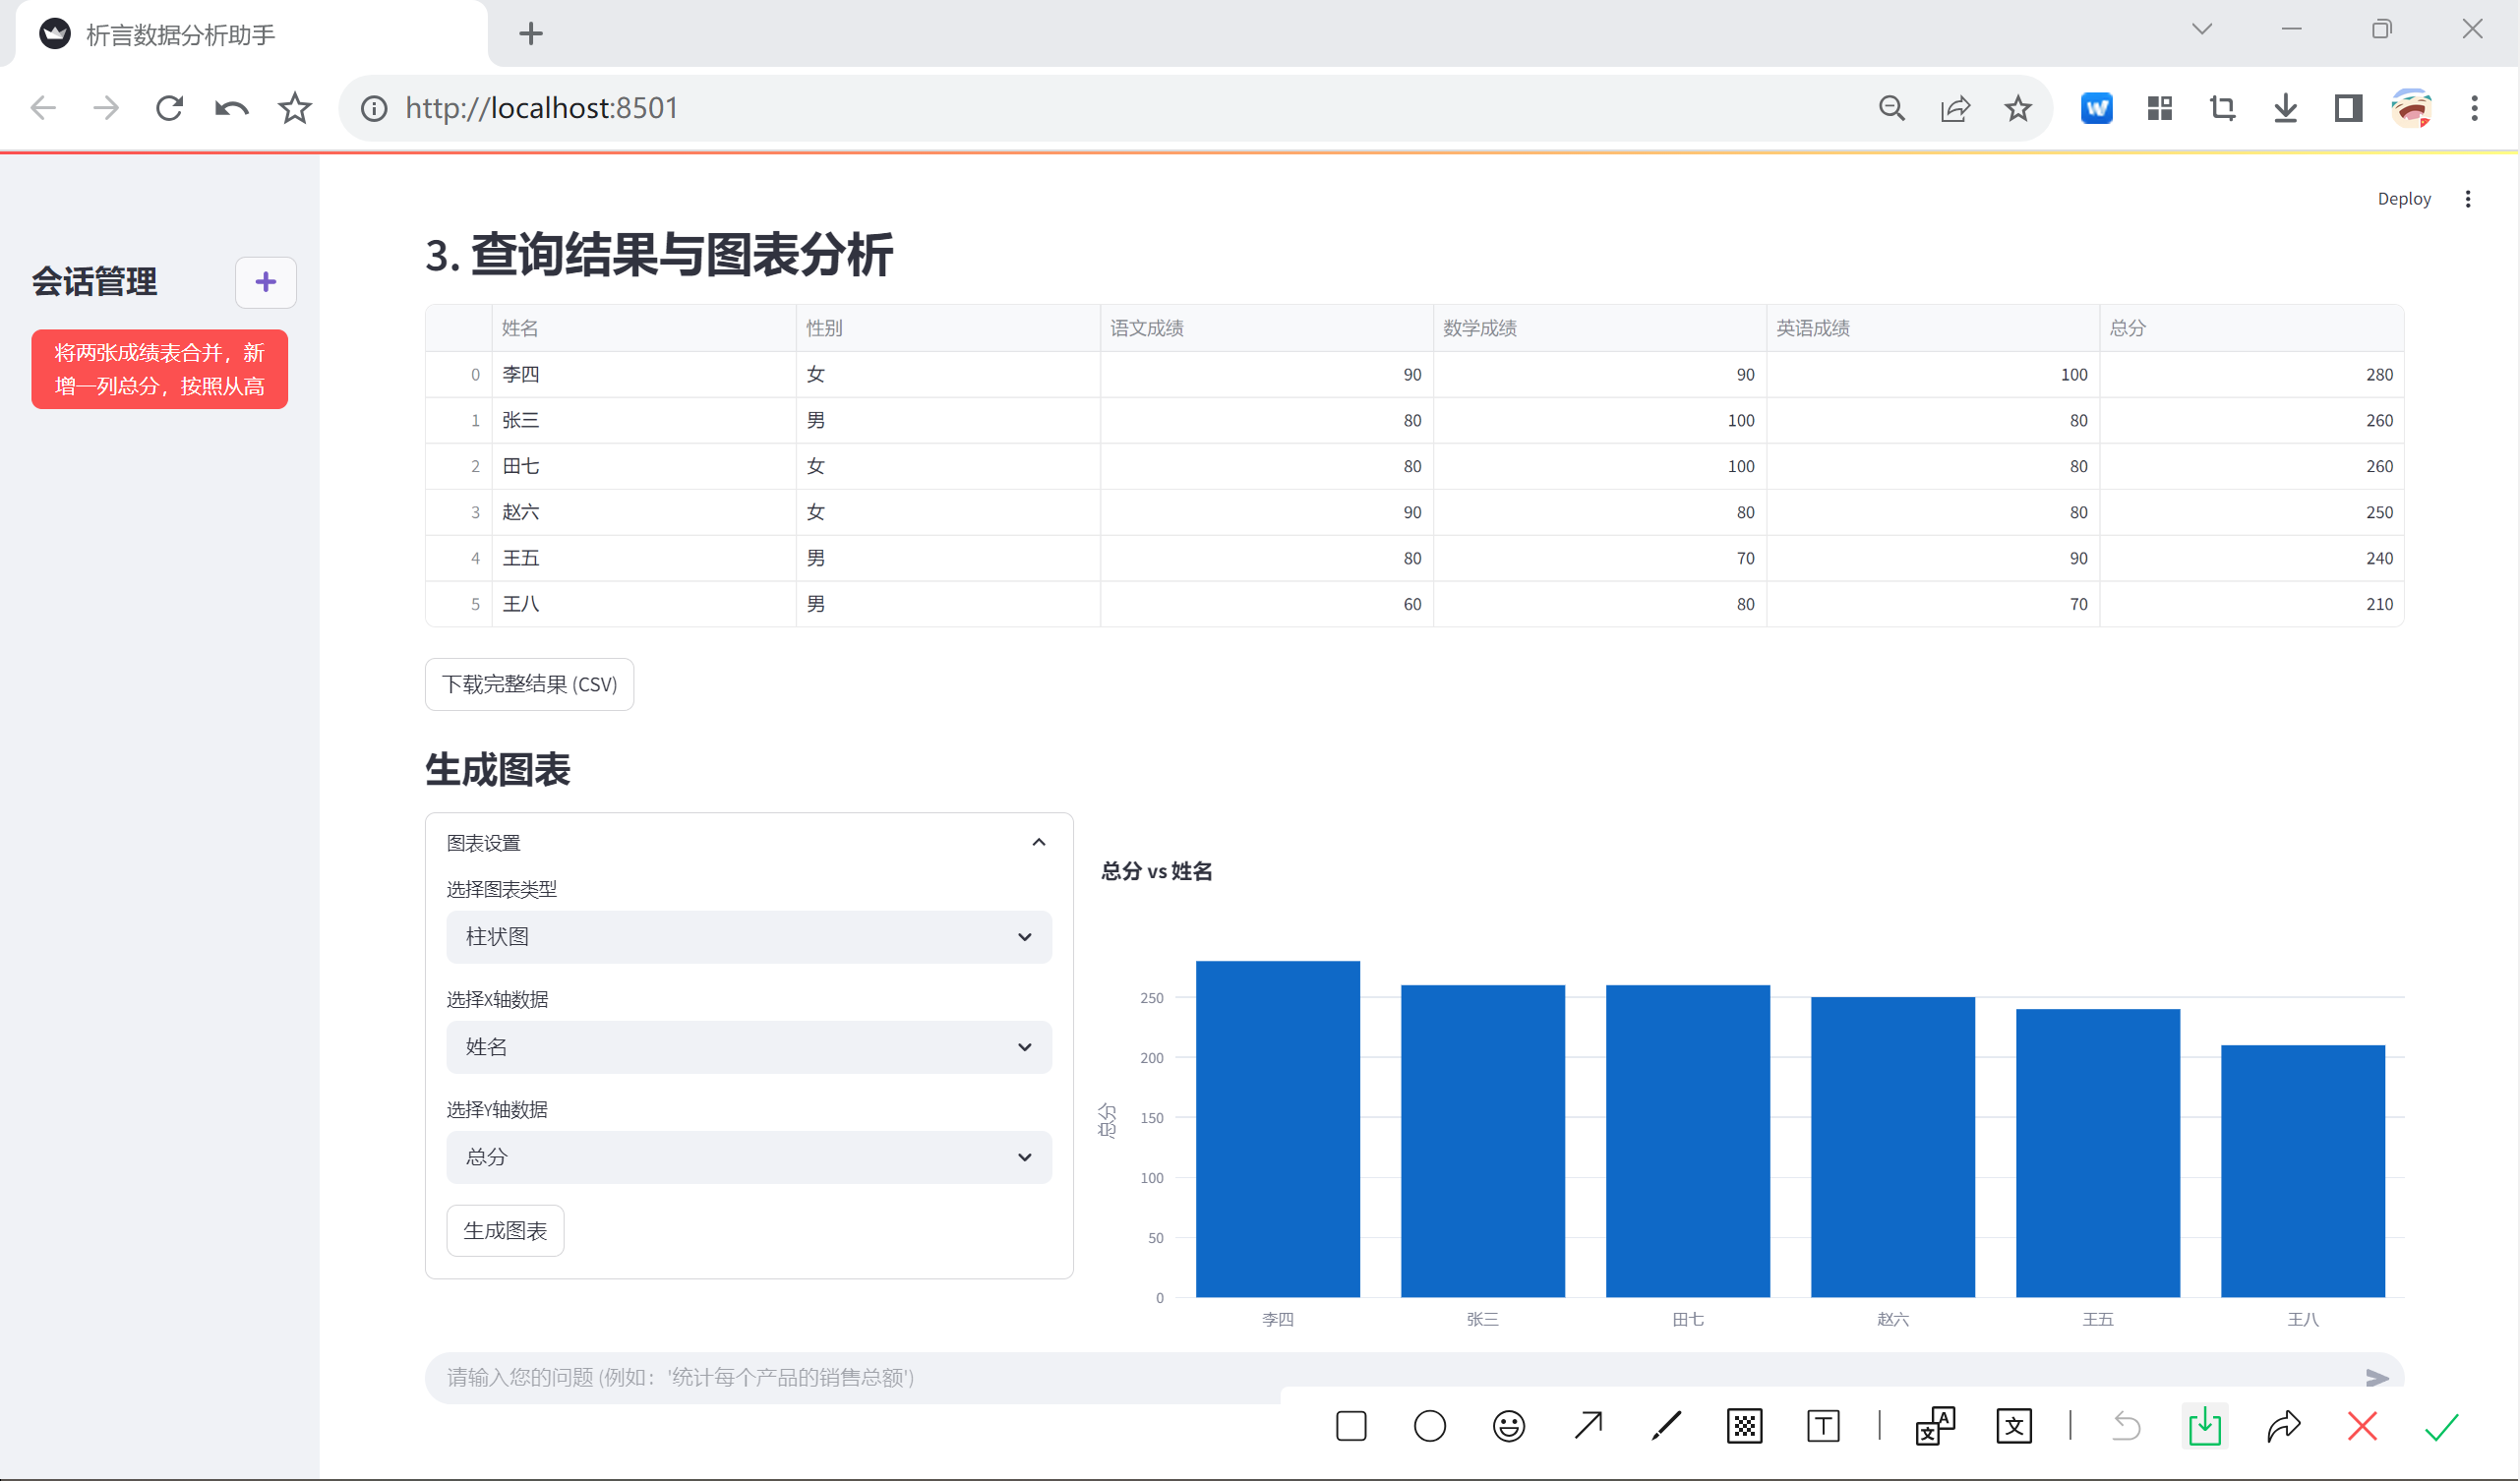 析言数据分析助手
http://localhost:8501
Deploy
会话管理
将两张成绩表合并，新
增一列总分，按照从高
3. 查询结果与图表分析
姓名 性别 语文成绩 数学成绩 英语成绩 总分
0 李四 女 90 90 100 280
1 张三 男 80 100 80 260
2 田七 女 80 100 80 260
3 赵六 女 90 80 80 250
4 王五 男 80 70 90 240
5 王八 男 60 80 70 210
下载完整结果 (CSV)
生成图表
图表设置
选择图表类型
柱状图
选择X轴数据
姓名
选择Y轴数据
总分
生成图表
总分 vs 姓名
250
200
150
100
50
0
总分
李四 张三 田七 赵六 王五 王八
请输入您的问题 (例如：'统计每个产品的销售总额')
T
文 A
文